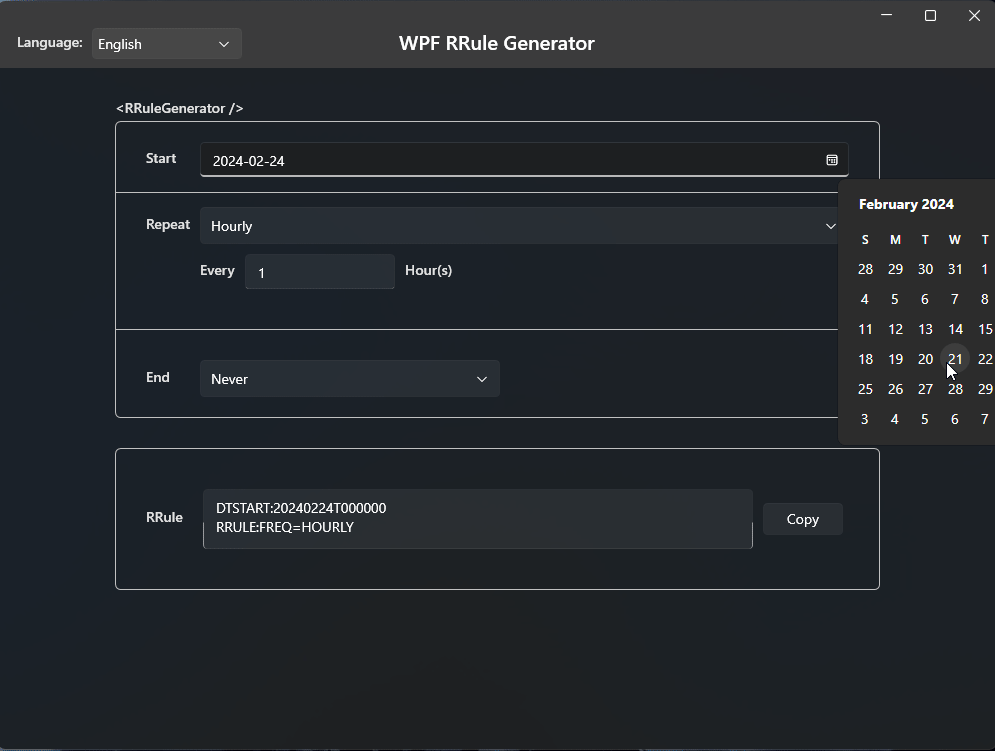 Language: English
WPF RRule Generator
<RRuleGenerator />
Start 2024-02-24
Repeat Hourly
Every 1 Hour(s)
End Never
February 2024
S M T W T
28 29 30 31 1
4 5 6 7 8
11 12 13 14 15
18 19 20 21 22
25 26 27 28 29
3 4 5 6 7
RRule
DTSTART:20240224T000000
RRULE:FREQ=HOURLY
Copy